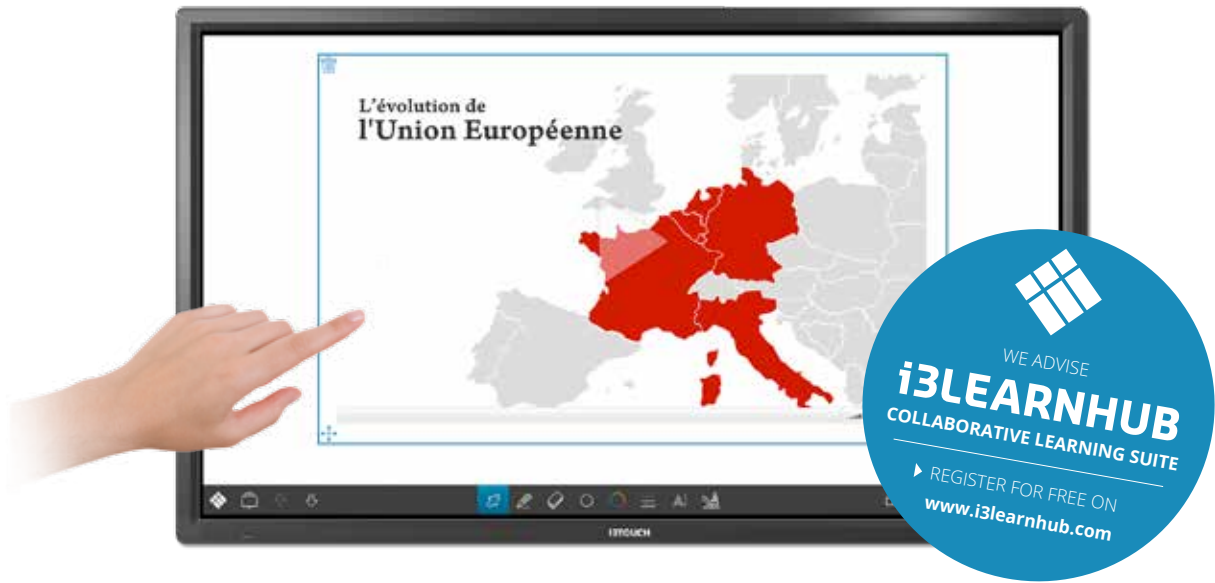 L'évolution de
l'Union Européenne
i3TOUCH
WE ADVISE
i3LEARNHUB
COLLABORATIVE LEARNING SUITE
REGISTER FOR FREE ON
www.i3learnhub.com